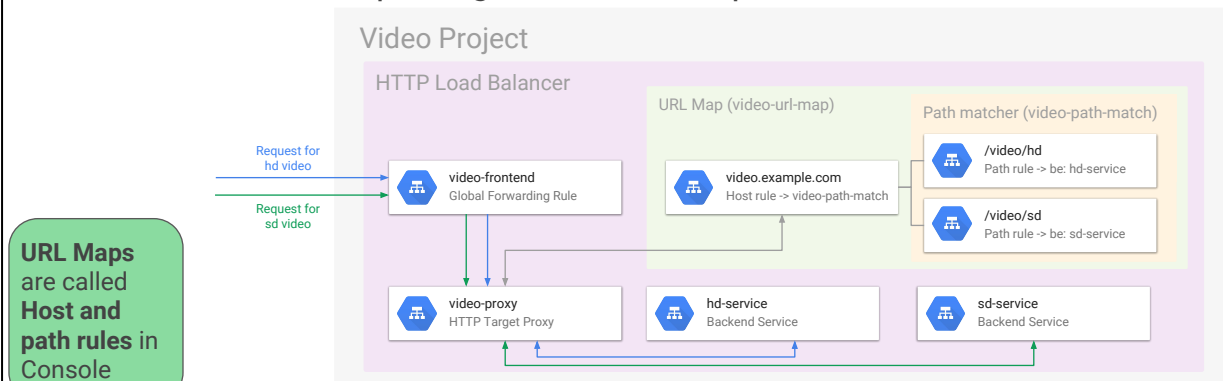 Video Project
HTTP Load Balancer
URL Map (video-url-map)
Path matcher (video-path-match)
Request for
hd video
Request for
sd video
video-frontend
Global Forwarding Rule
video.example.com
Host rule -> video-path-match
/video/hd
Path rule -> be: hd-service
/video/sd
Path rule -> be: sd-service
video-proxy
HTTP Target Proxy
hd-service
Backend Service
sd-service
Backend Service
URL Maps
are called
Host and
path rules in
Console